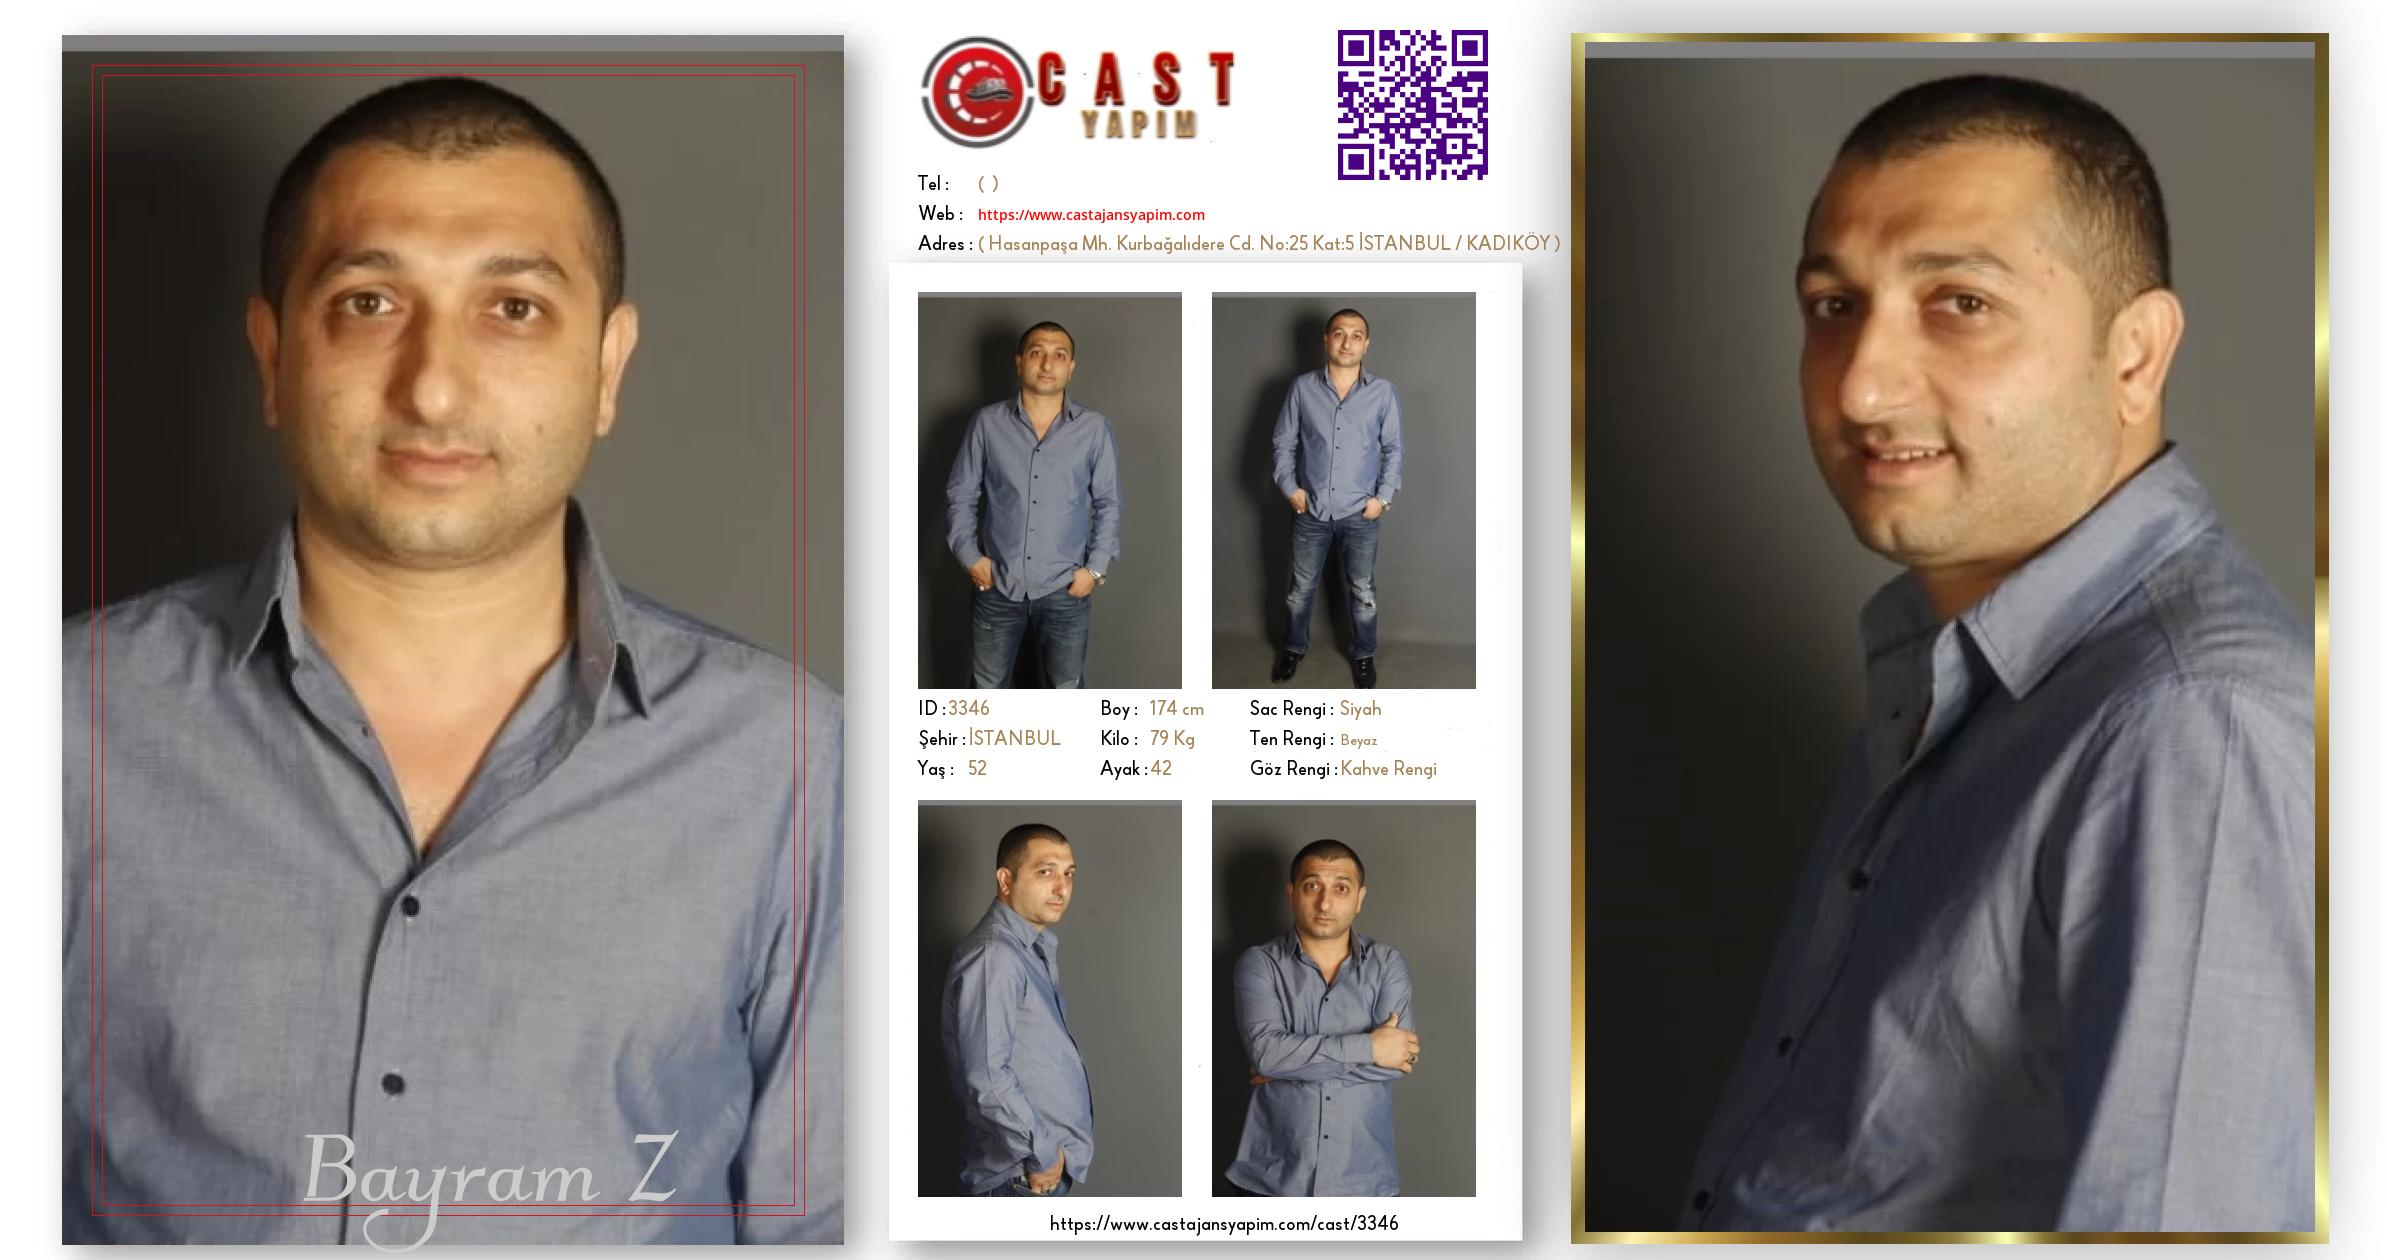 Bayram Z
CAST
YAPIM
Tel : ( )
Web : https://www.castajansyapim.com
Adres : ( Hasanpaşa Mh. Kurbağalıdere Cd. No:25 Kat:5 İSTANBUL / KADIKÖY )
ID : 3346 Boy : 174 cm Sac Rengi : Siyah
Şehir : İSTANBUL Kilo : 79 Kg Ten Rengi : Beyaz
Yaş : 52 Ayak : 42 Göz Rengi : Kahve Rengi
https://www.castajansyapim.com/cast/3346